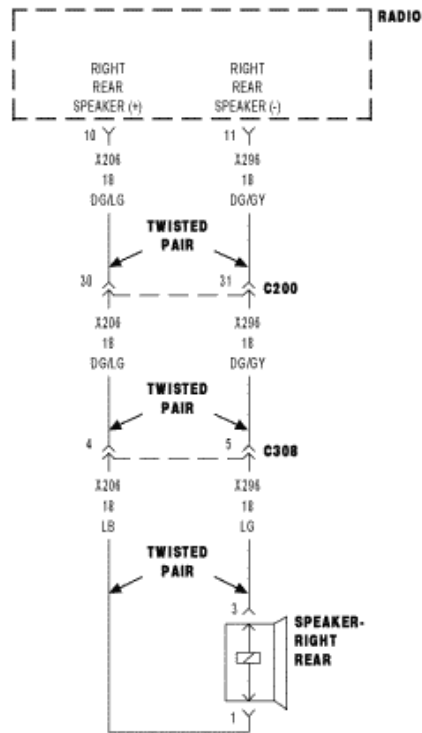 RADIO
RIGHT REAR SPEAKER (+)
RIGHT REAR SPEAKER (-)
10
11
X206
18
DG/LG
X296
18
DG/GY
TWISTED PAIR
30
31
C200
X206
18
DG/LG
X296
18
DG/GY
TWISTED PAIR
4
5
C308
X206
18
LB
X296
18
LG
TWISTED PAIR
3
SPEAKER-
RIGHT
REAR
1